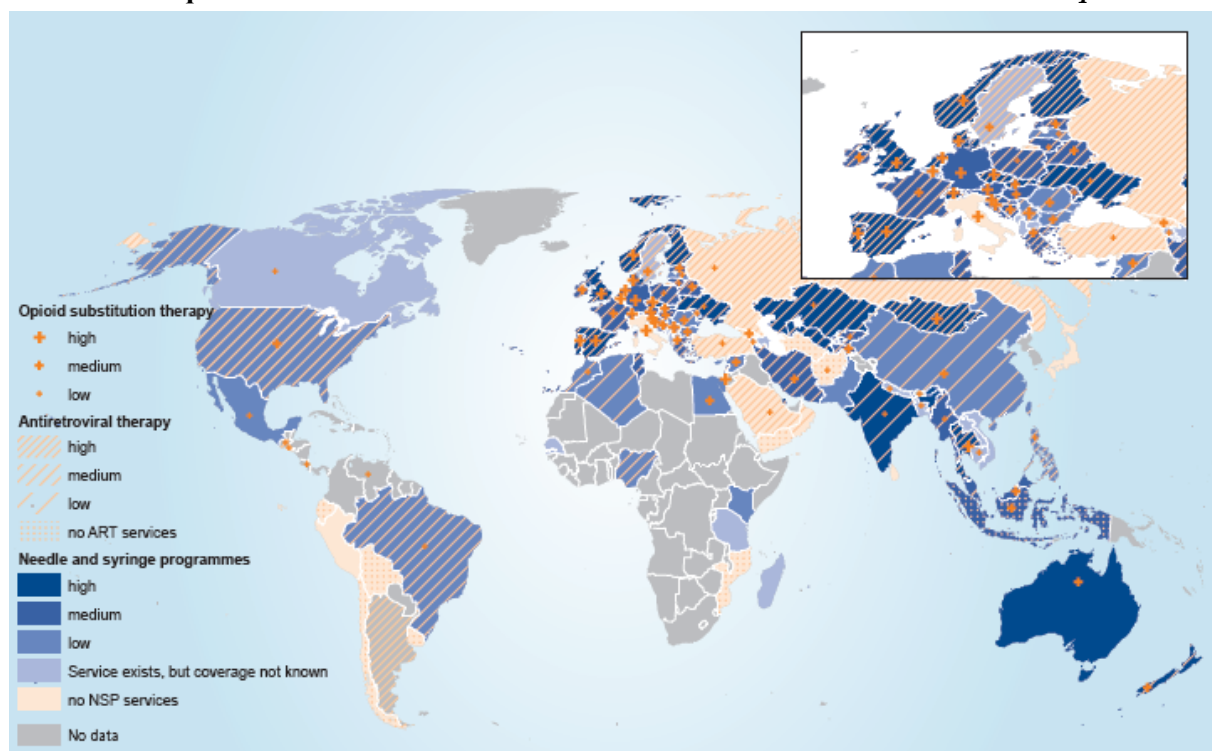 Opioid substitution therapy
high
medium
low
Antiretroviral therapy
high
medium
low
no ART services
Needle and syringe programmes
high
medium
low
Service exists, but coverage not known
no NSP services
No data